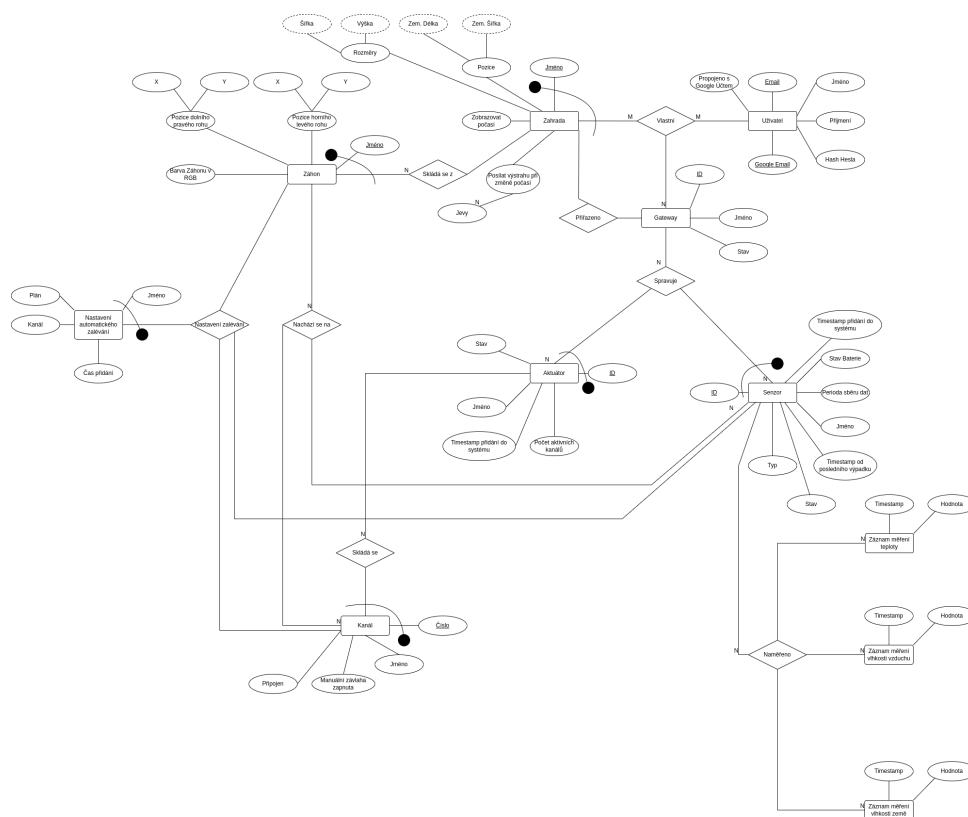 Šířka
Výška
Zem. Délka
Zem. Šířka
Rozměry
Pozice
Jméno
X
Y
X
Y
Propojeno s
Google Účtem
Email
Jméno
Pozice dolního
pravého rohu
Pozice horního
levého rohu
Zobrazovat
počasí
Zahrada
M
Vlastní
M
Uživatel
Příjmení
Jméno
Google Email
Hash Hesla
Barva Záhonu v
RGB
Záhon
N
Skládá se z
Posílat výstrahu při
změně počasí
ID
N
Jevy
Přiřazeno
N
Gateway
Jméno
Stav
N
Spravuje
Plán
Jméno
Kanál
Nastavení
automatického
zalévání
Nastavení zalévání
N
Nachází se na
Čas přidání
Stav
N
Aktuátor
ID
Timestamp přidání do
systému
Stav Baterie
N
ID
Senzor
Perioda sběru dat
N
Jméno
Jméno
Timestamp přidání do
systému
Počet aktivních
kanálů
Typ
Timestamp od
posledního výpadku
Stav
Timestamp
Hodnota
N
Skládá se
N
Záznam měření
teploty
N
Kanál
Číslo
Timestamp
Hodnota
Jméno
N
Naměřeno
N
Záznam měření
vlhkosti vzduchu
Připojen
Manuální závlaha
zapnuta
Timestamp
Hodnota
N
Záznam měření
vlhkosti země